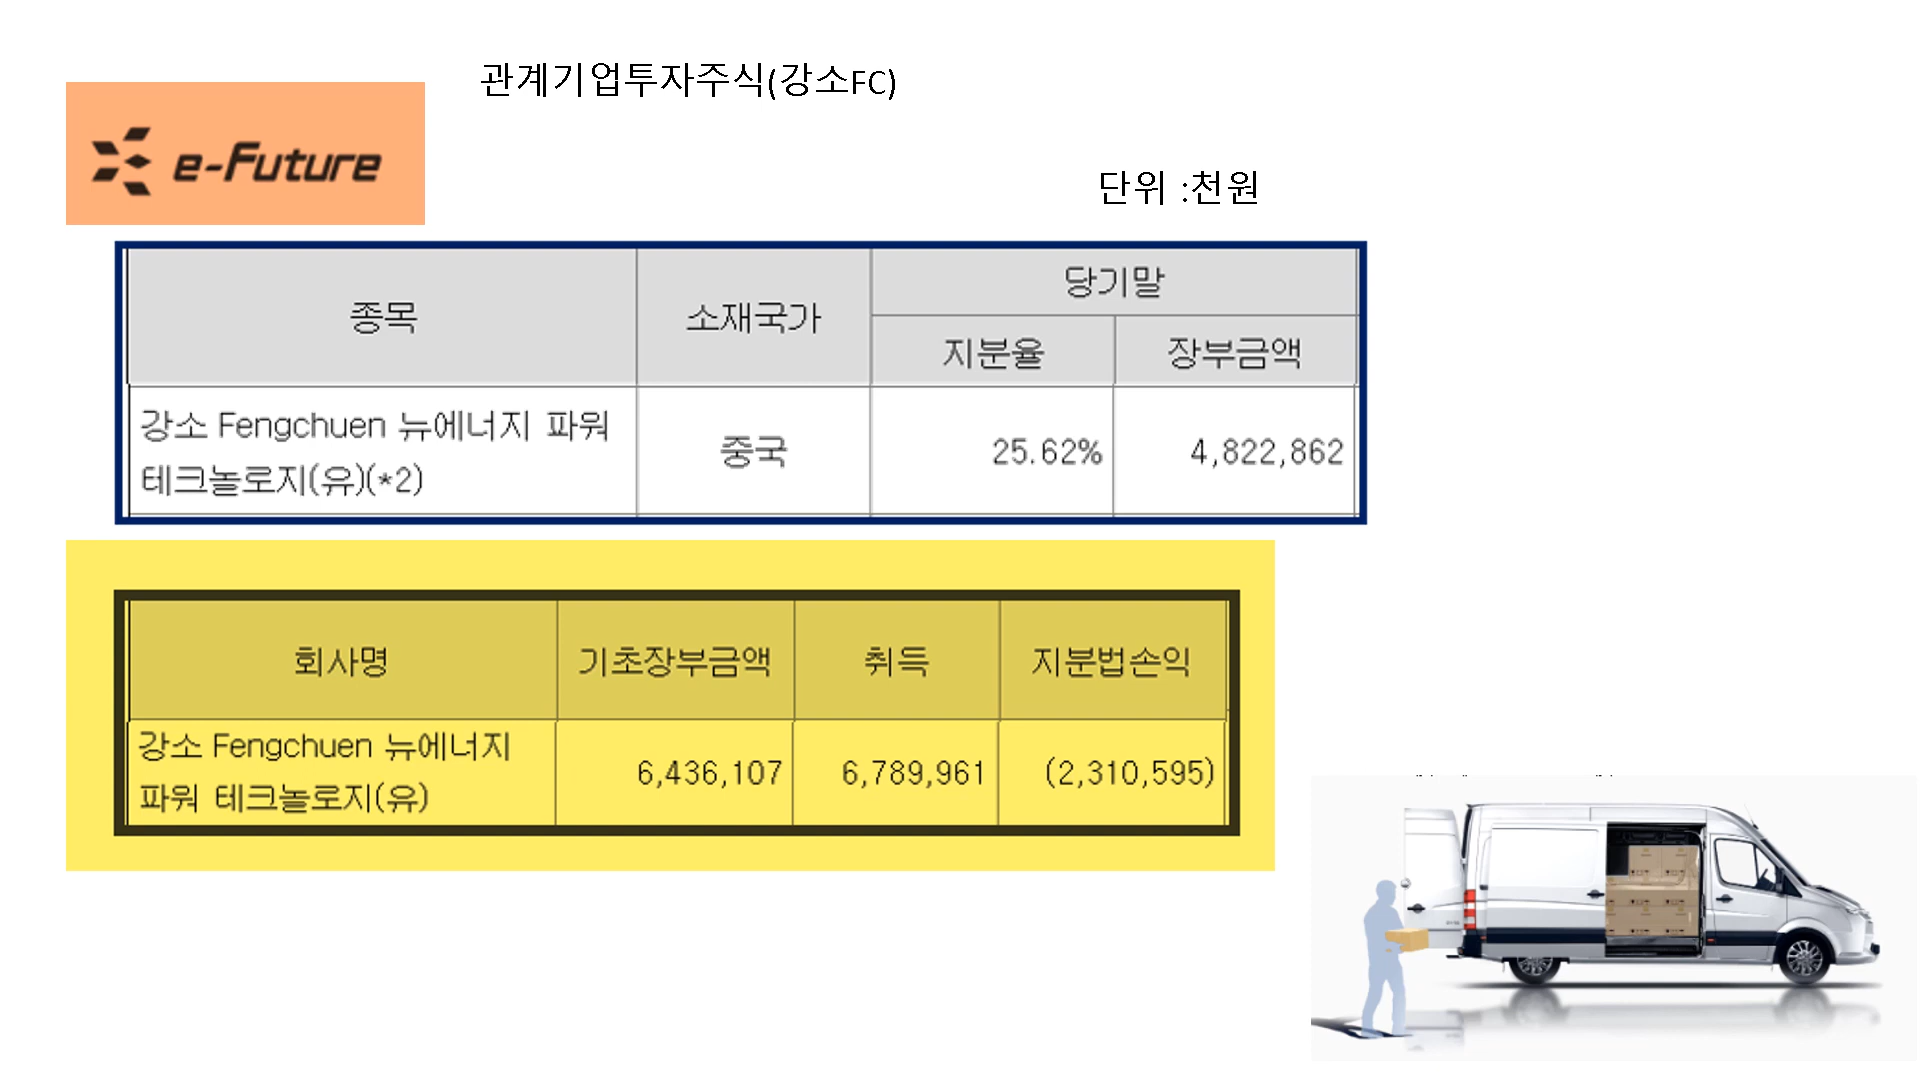 관계기업투자주식(강소FC)
e-Future
단위 :천원
종목 소재국가 당기말
지분율 장부금액
강소 Fengchuen 뉴에너지 파워
테크놀로지(유)(*2) 중국 25.62% 4,822,862
회사명 기초장부금액 취득 지분법손익
강소 Fengchuen 뉴에너지
파워 테크놀로지(유) 6,436,107 6,789,961 (2,310,595)